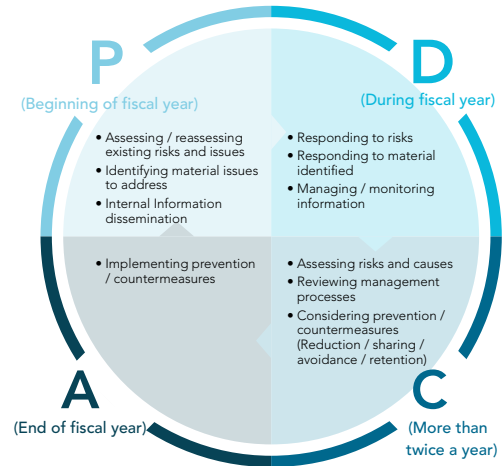 P
(Beginning of fiscal year)
• Assessing / reassessing
existing risks and issues
• Identifying material issues
to address
• Internal Information
dissemination
D
(During fiscal year)
• Responding to risks
• Responding to material
identified
• Managing / monitoring
information
• Implementing prevention
/ countermeasures
A
(End of fiscal year)
• Assessing risks and causes
• Reviewing management
processes
• Considering prevention /
countermeasures
(Reduction / sharing /
avoidance / retention)
C
(More than
twice a year)